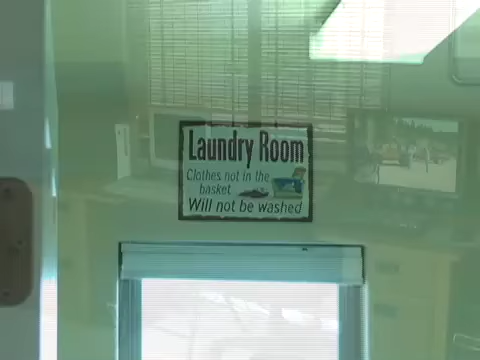 Laundry Room
Clothes not in the
basket
Will not be washed